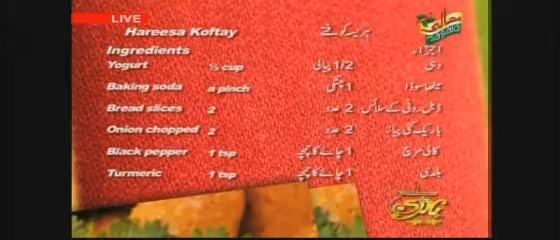 LIVE
Hareesa Koftay ہریسہ کوفتے
Ingredients اجزاء
Yogurt ½ cup 1/2 پیالی دہی
Baking soda a pinch 1 چٹکی میٹھا سوڈا
Bread slices 2 2 عدد ڈبل روٹی کے سلائس
Onion chopped 2 2 عدد باریک کٹی پیاز
Black pepper 1 tsp 1 چائے کا چمچ کالی مرچ
Turmeric 1 tsp 1 چائے کا چمچ ہلدی